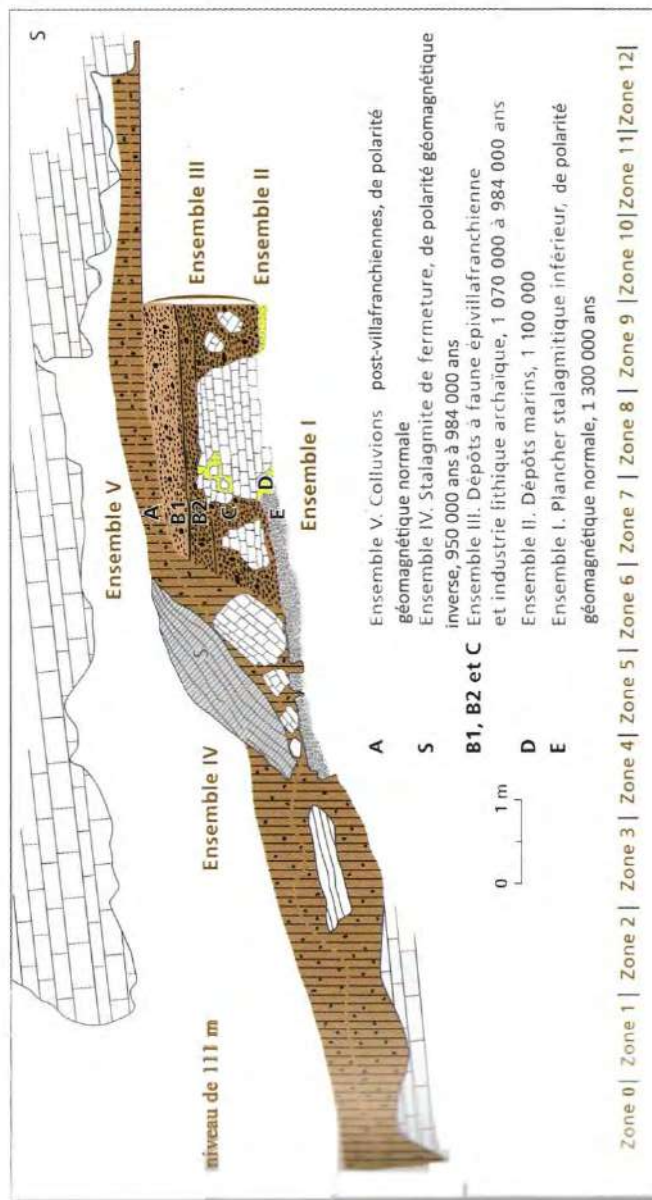 S
niveau de 111 m
Ensemble IV
Ensemble V
Ensemble III
Ensemble II
Ensemble I
A
B1
B2
C
D
E
S
0 1 m
A Ensemble V. Colluvions post-villafranchiennes, de polarité
géomagnétique normale
S Ensemble IV. Stalagmite de fermeture, de polarité géomagnétique
inverse, 950 000 ans à 984 000 ans
B1, B2 et C Ensemble III. Dépôts à faune épivillafranchienne
et industrie lithique archaïque, 1 070 000 à 984 000 ans
D Ensemble II. Dépôts marins, 1 100 000
E Ensemble I. Plancher stalagmitique inférieur, de polarité
géomagnétique normale, 1 300 000 ans
Zone 0| Zone 1| Zone 2| Zone 3| Zone 4| Zone 5| Zone 6| Zone 7| Zone 8| Zone 9| Zone 10|Zone 11|Zone 12|